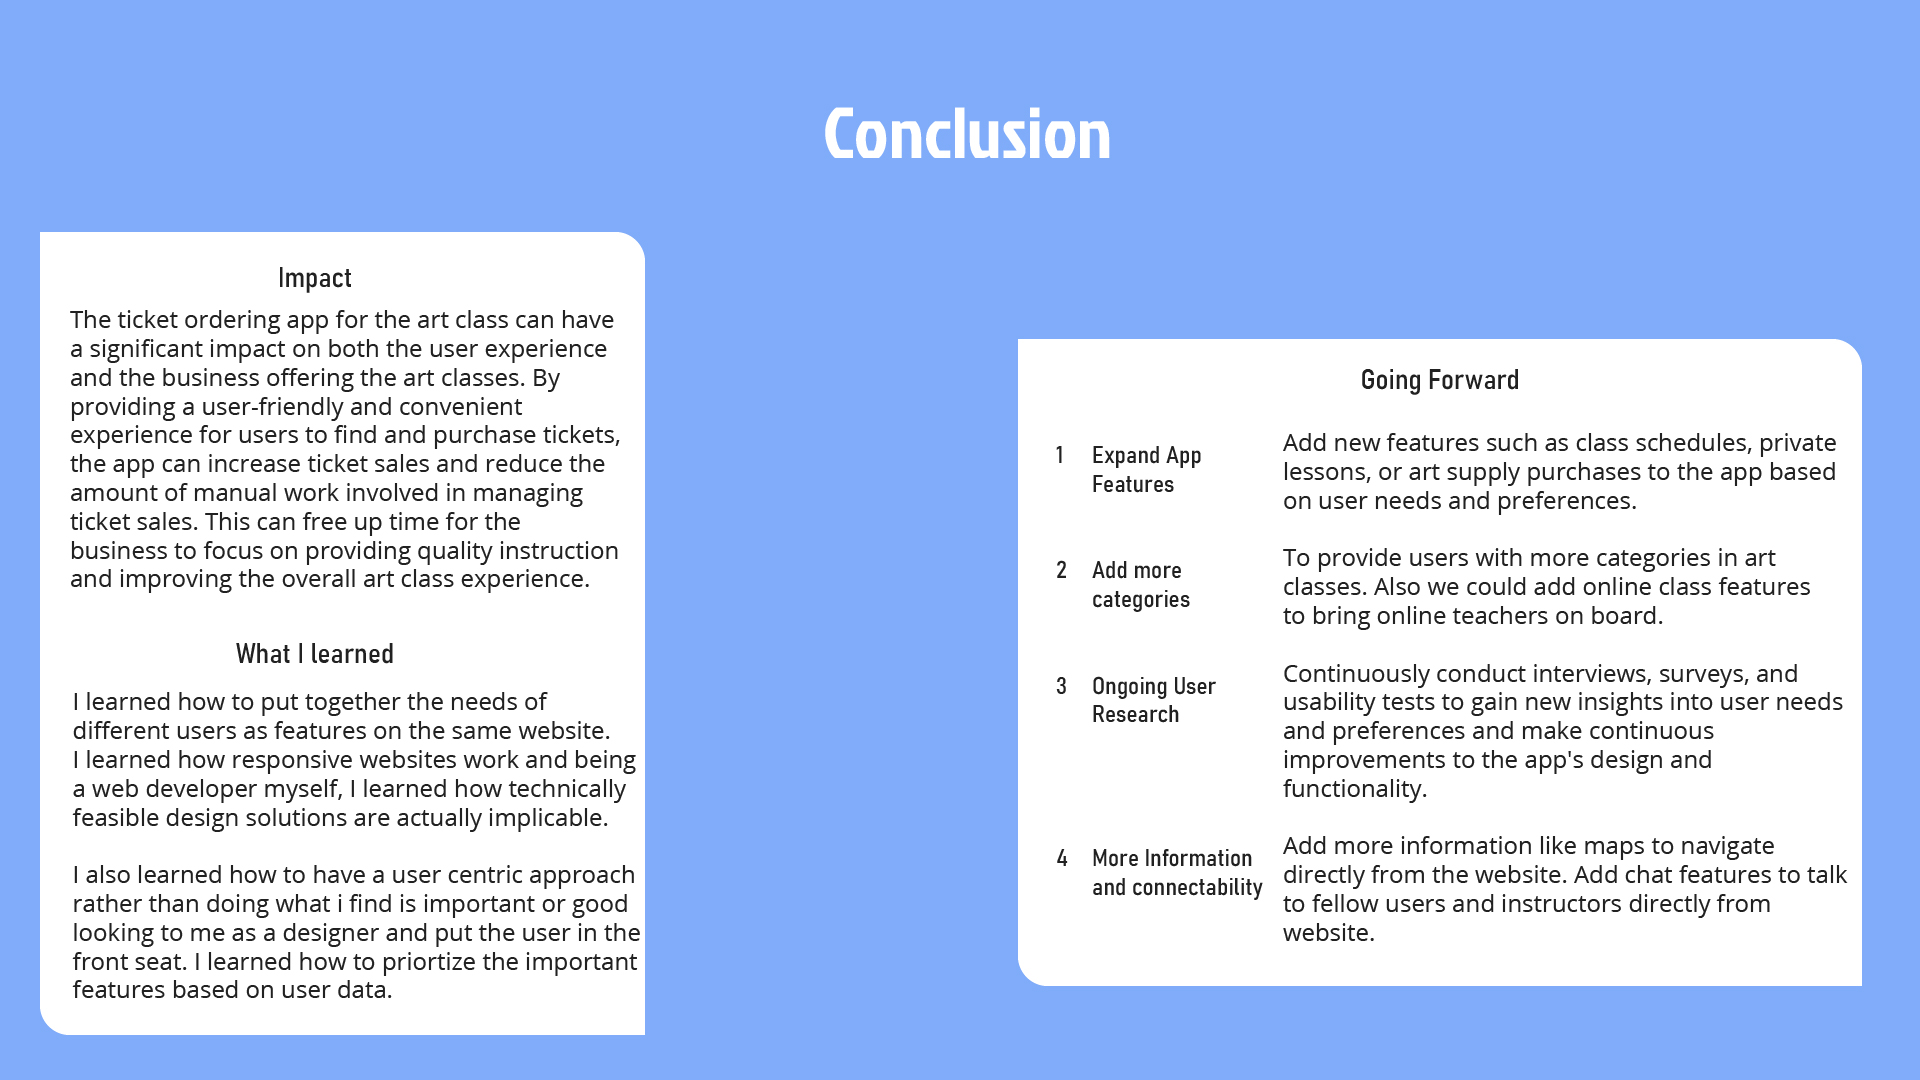 Conclusion
Impact
The ticket ordering app for the art class can have
a significant impact on both the user experience
and the business offering the art classes. By
providing a user-friendly and convenient
experience for users to find and purchase tickets,
the app can increase ticket sales and reduce the
amount of manual work involved in managing
ticket sales. This can free up time for the
business to focus on providing quality instruction
and improving the overall art class experience.
What I learned
I learned how to put together the needs of
different users as features on the same website.
I learned how responsive websites work and being
a web developer myself, I learned how technically
feasible design solutions are actually implicable.
I also learned how to have a user centric approach
rather than doing what i find is important or good
looking to me as a designer and put the user in the
front seat. I learned how to priortize the important
features based on user data.
Going Forward
1 Expand App
Features
Add new features such as class schedules, private
lessons, or art supply purchases to the app based
on user needs and preferences.
2 Add more
categories
To provide users with more categories in art
classes. Also we could add online class features
to bring online teachers on board.
3 Ongoing User
Research
Continuously conduct interviews, surveys, and
usability tests to gain new insights into user needs
and preferences and make continuous
improvements to the app's design and
functionality.
4 More Information
and connectability
Add more information like maps to navigate
directly from the website. Add chat features to talk
to fellow users and instructors directly from
website.